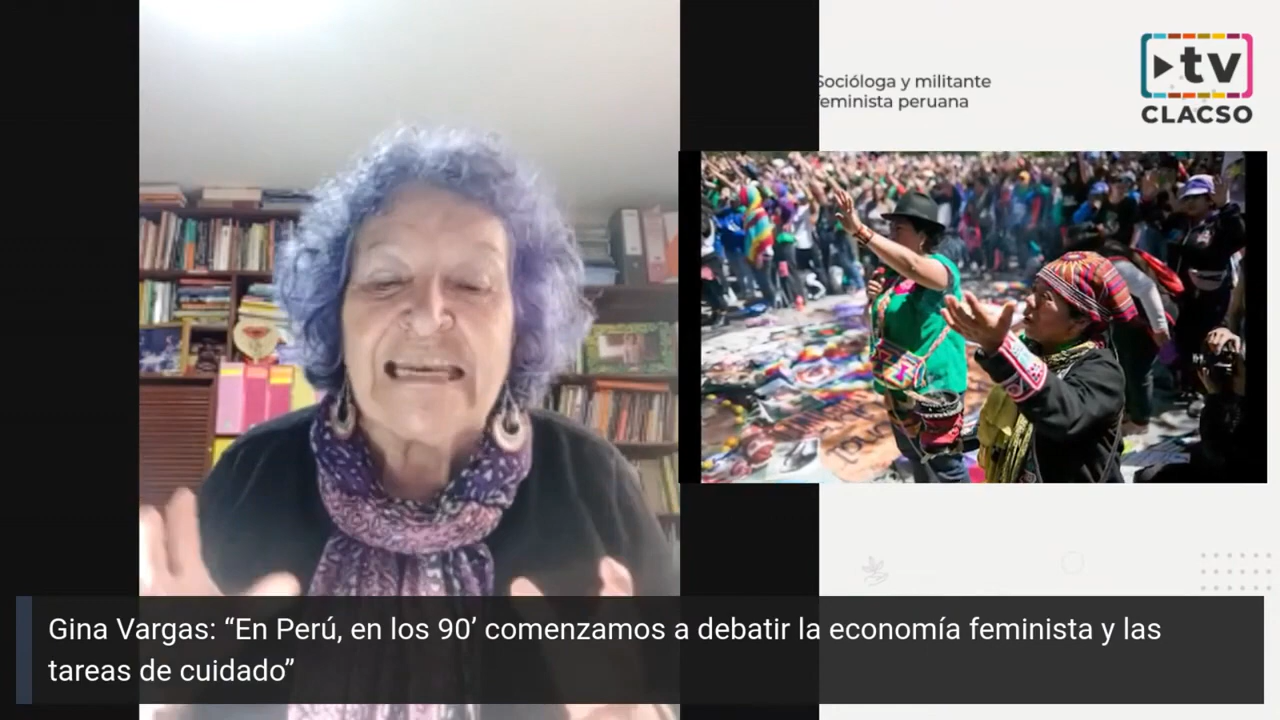 Socióloga y militante
feminista peruana
tv
CLACSO
Gina Vargas: “En Perú, en los 90’ comenzamos a debatir la economía feminista y las
tareas de cuidado”